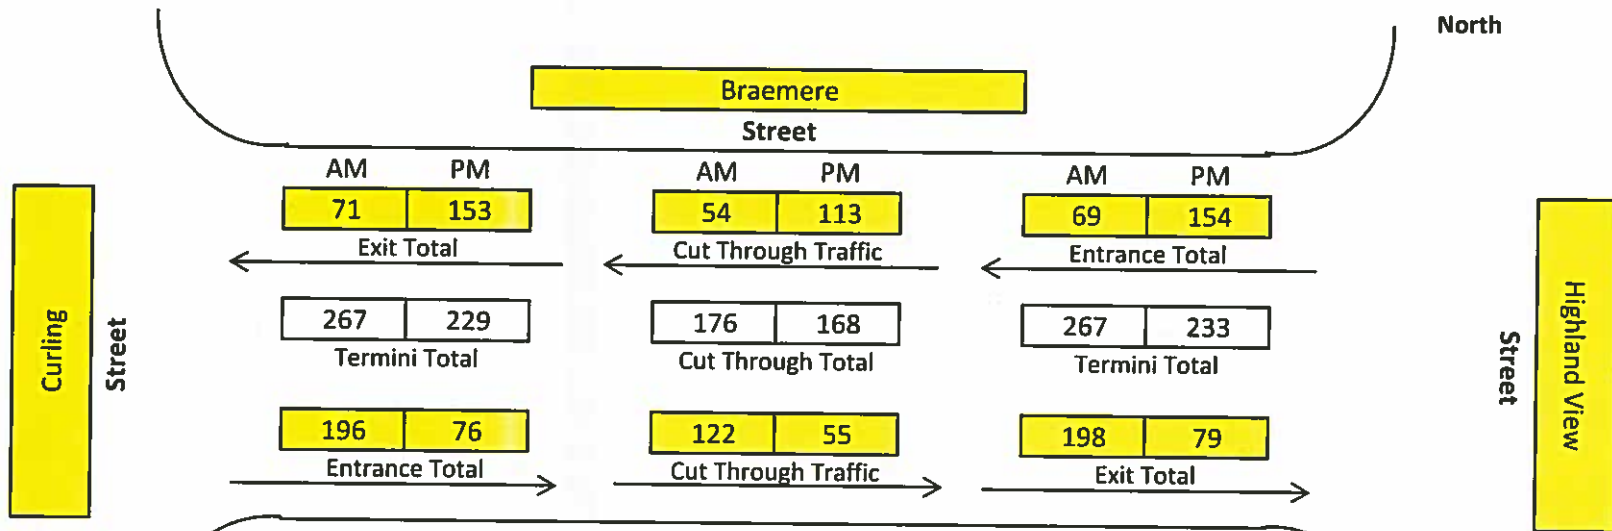 North
Braemere
Street
AM PM AM PM AM PM
71 153 54 113 69 154
Exit Total Cut Through Traffic Entrance Total
267 229 176 168 267 233
Termini Total Cut Through Total Termini Total
196 76 122 55 198 79
Entrance Total Cut Through Traffic Exit Total
Curling
Street
Street
Highland View